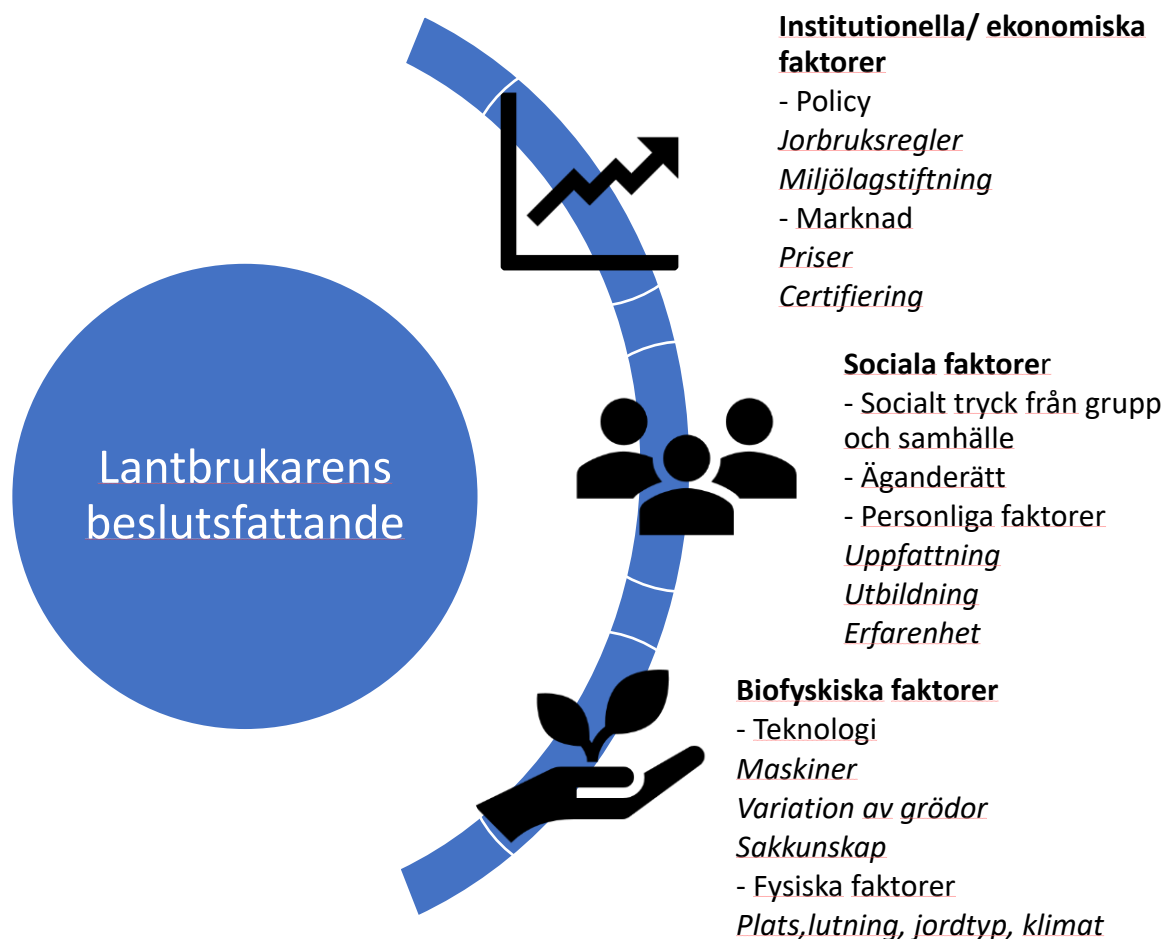 Lantbrukarens
beslutsfattande
Institutionella/ ekonomiska
faktorer
- Policy
Jorbruksregler
Miljölagstiftning
- Marknad
Priser
Certifiering
Sociala faktorer
- Socialt tryck från grupp
och samhälle
- Äganderätt
- Personliga faktorer
Uppfattning
Utbildning
Erfarenhet
Biofyskiska faktorer
- Teknologi
Maskiner
Variation av grödor
Sakkunskap
- Fysiska faktorer
Plats,lutning, jordtyp, klimat